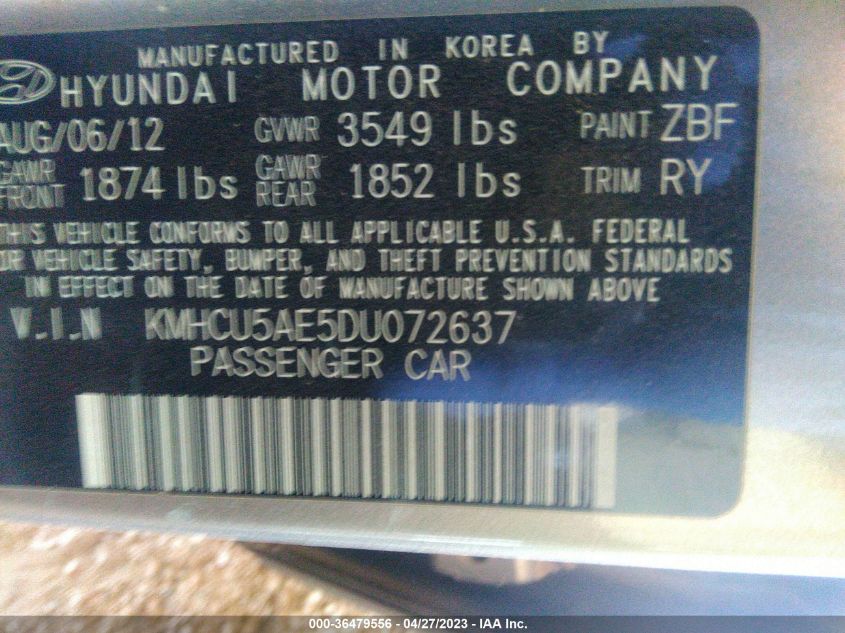 MANUFACTURED IN KOREA BY
HYUNDAI MOTOR COMPANY
AUG/06/12 GVWR 3549 lbs PAINT ZBF
GAWR FRONT 1874 lbs GAWR REAR 1852 lbs TRIM RY
THIS VEHICLE CONFORMS TO ALL APPLICABLE U.S.A. FEDERAL
OR VEHICLE SAFETY, BUMPER, AND THEFT PREVENTION STANDARDS
IN EFFECT ON THE DATE OF MANUFACTURE SHOWN ABOVE
V.I.N KMHCU5AE5DU072637
PASSENGER CAR
000-36479556 - 04/27/2023 - IAA Inc.